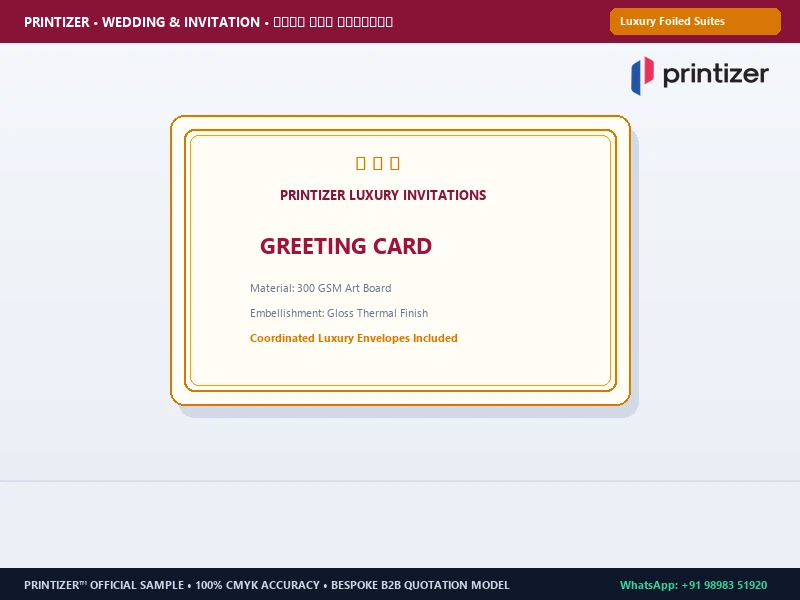 PRINTIZER • WEDDING & INVITATION •
Luxury Foiled Suites
printizer
PRINTIZER LUXURY INVITATIONS
GREETING CARD
Material: 300 GSM Art Board
Embellishment: Gloss Thermal Finish
Coordinated Luxury Envelopes Included
PRINTIZER™ OFFICIAL SAMPLE • 100% CMYK ACCURACY • BESPOKE B2B QUOTATION MODEL
WhatsApp: +91 98983 51920